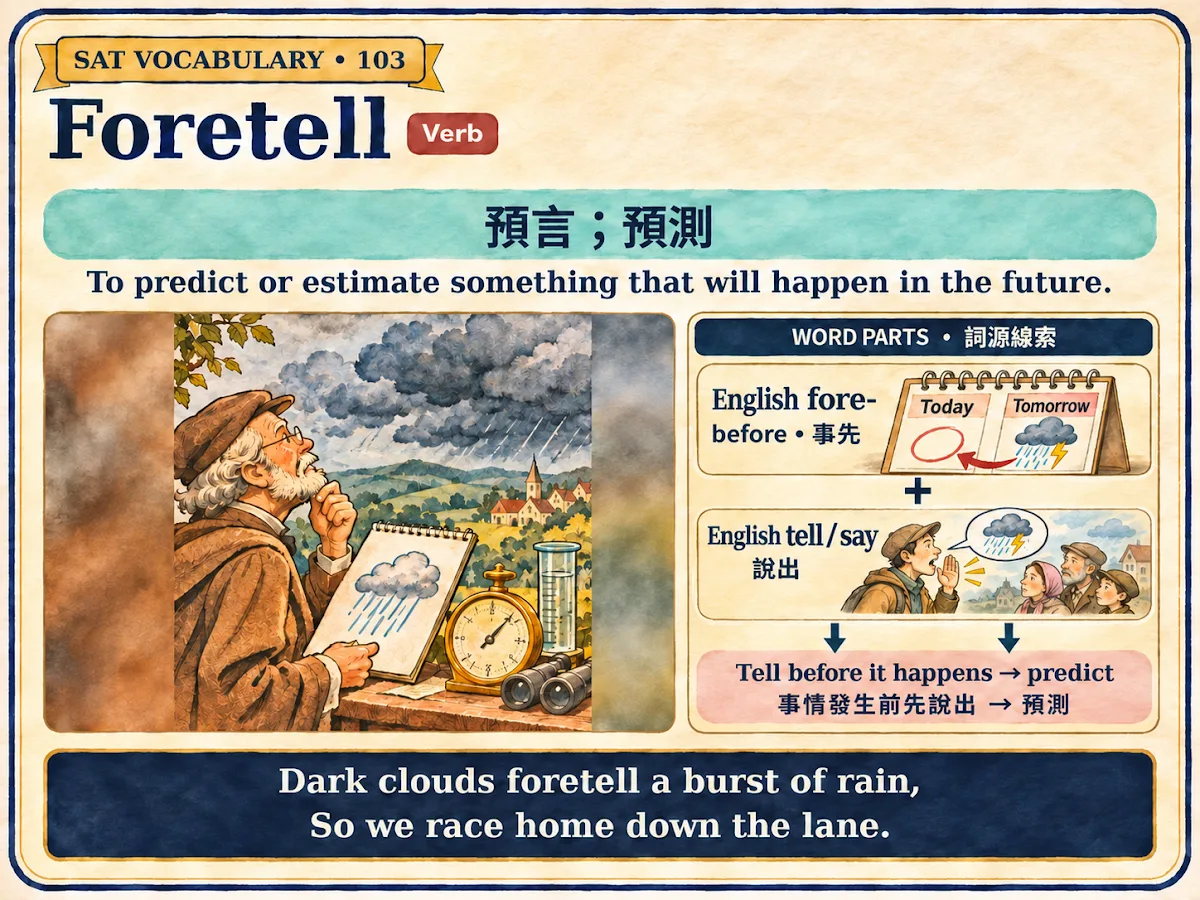 SAT VOCABULARY • 103
Foretell
Verb
預言；預測
To predict or estimate something that will happen in the future.
WORD PARTS • 詞源線索
English fore-
before • 事先
Today
Tomorrow
+
English tell/say
說出
Tell before it happens → predict
事情發生前先說出 → 預測
Dark clouds foretell a burst of rain,
So we race home down the lane.